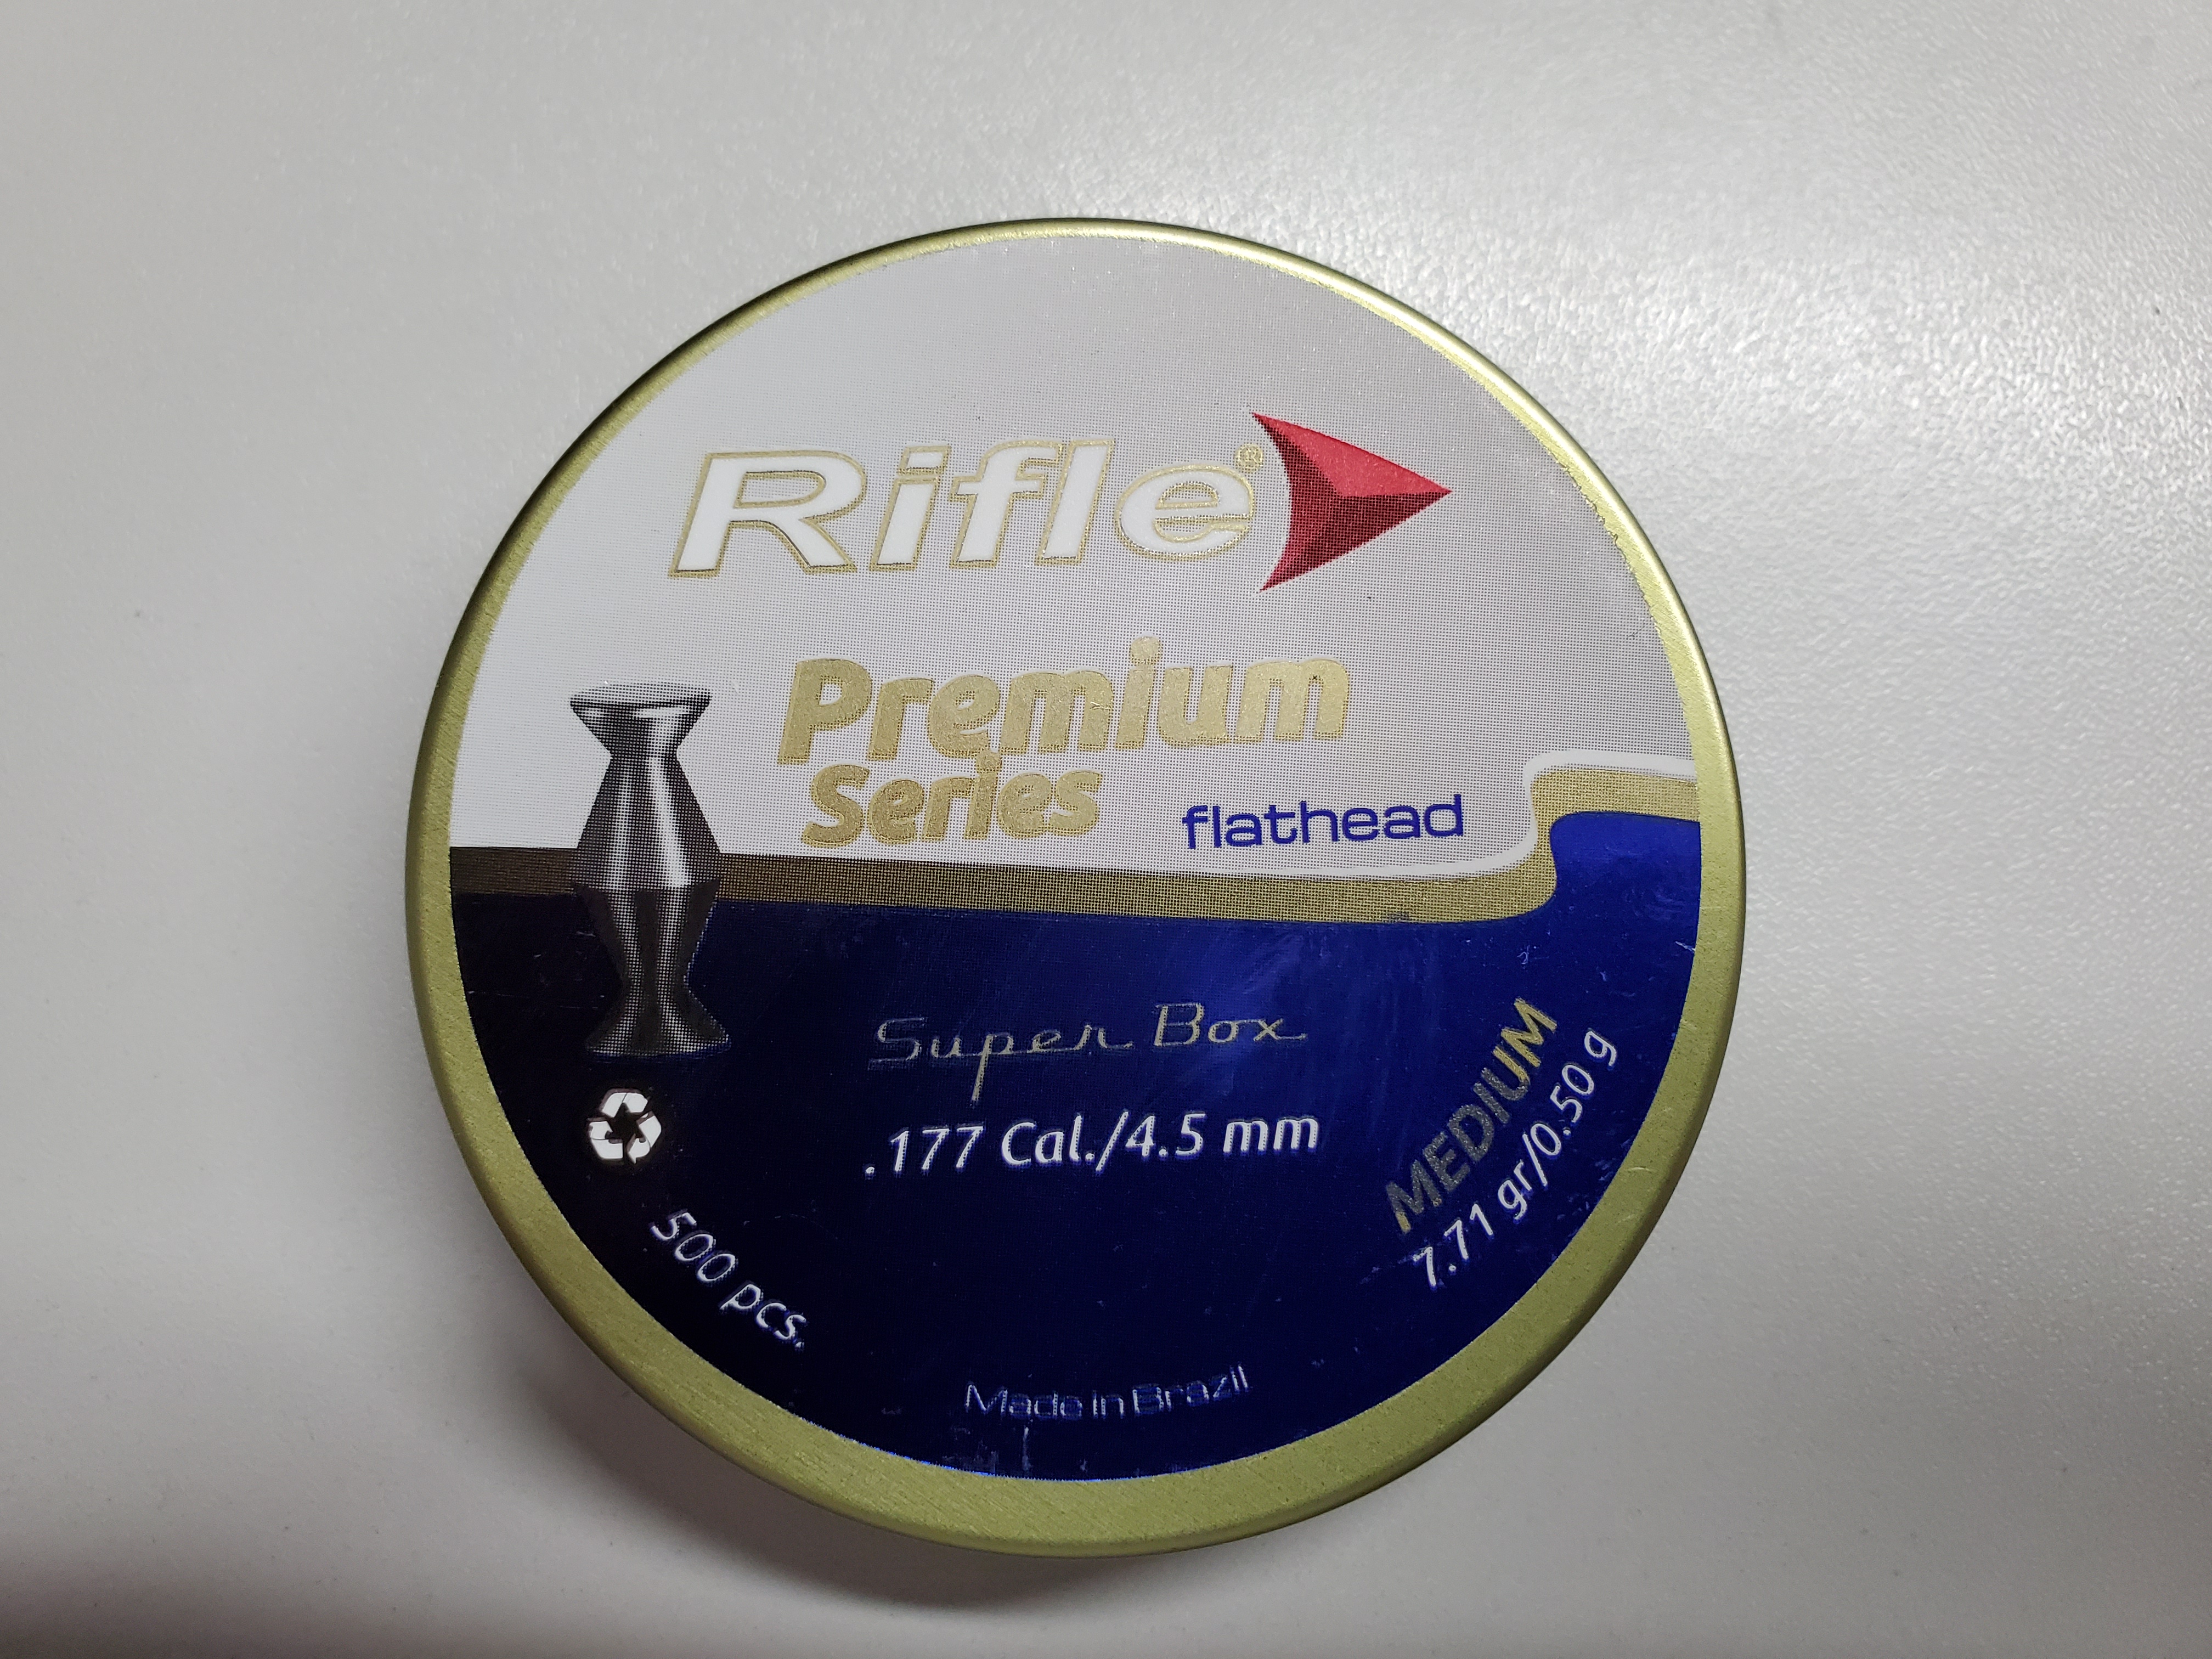 Rifle®
Premium
Series
flathead
Super Box
.177 Cal./4.5 mm
MEDIUM
7.71 gr/0.50 g
500 pcs.
Made in Brazil